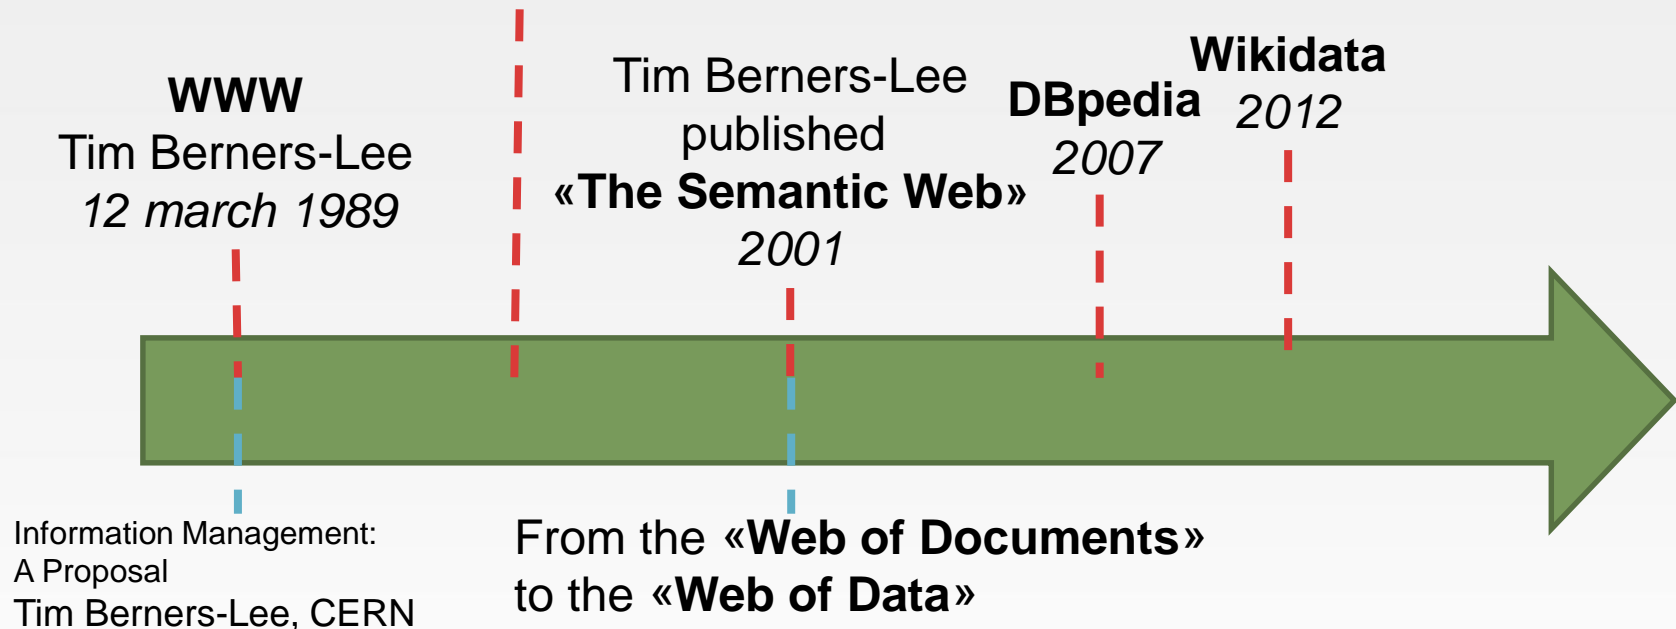 WWW
Tim Berners-Lee
12 march 1989
Tim Berners-Lee
published
«The Semantic Web»
2001
DBpedia
2007
Wikidata
2012
Information Management:
A Proposal
Tim Berners-Lee, CERN
From the «Web of Documents»
to the «Web of Data»